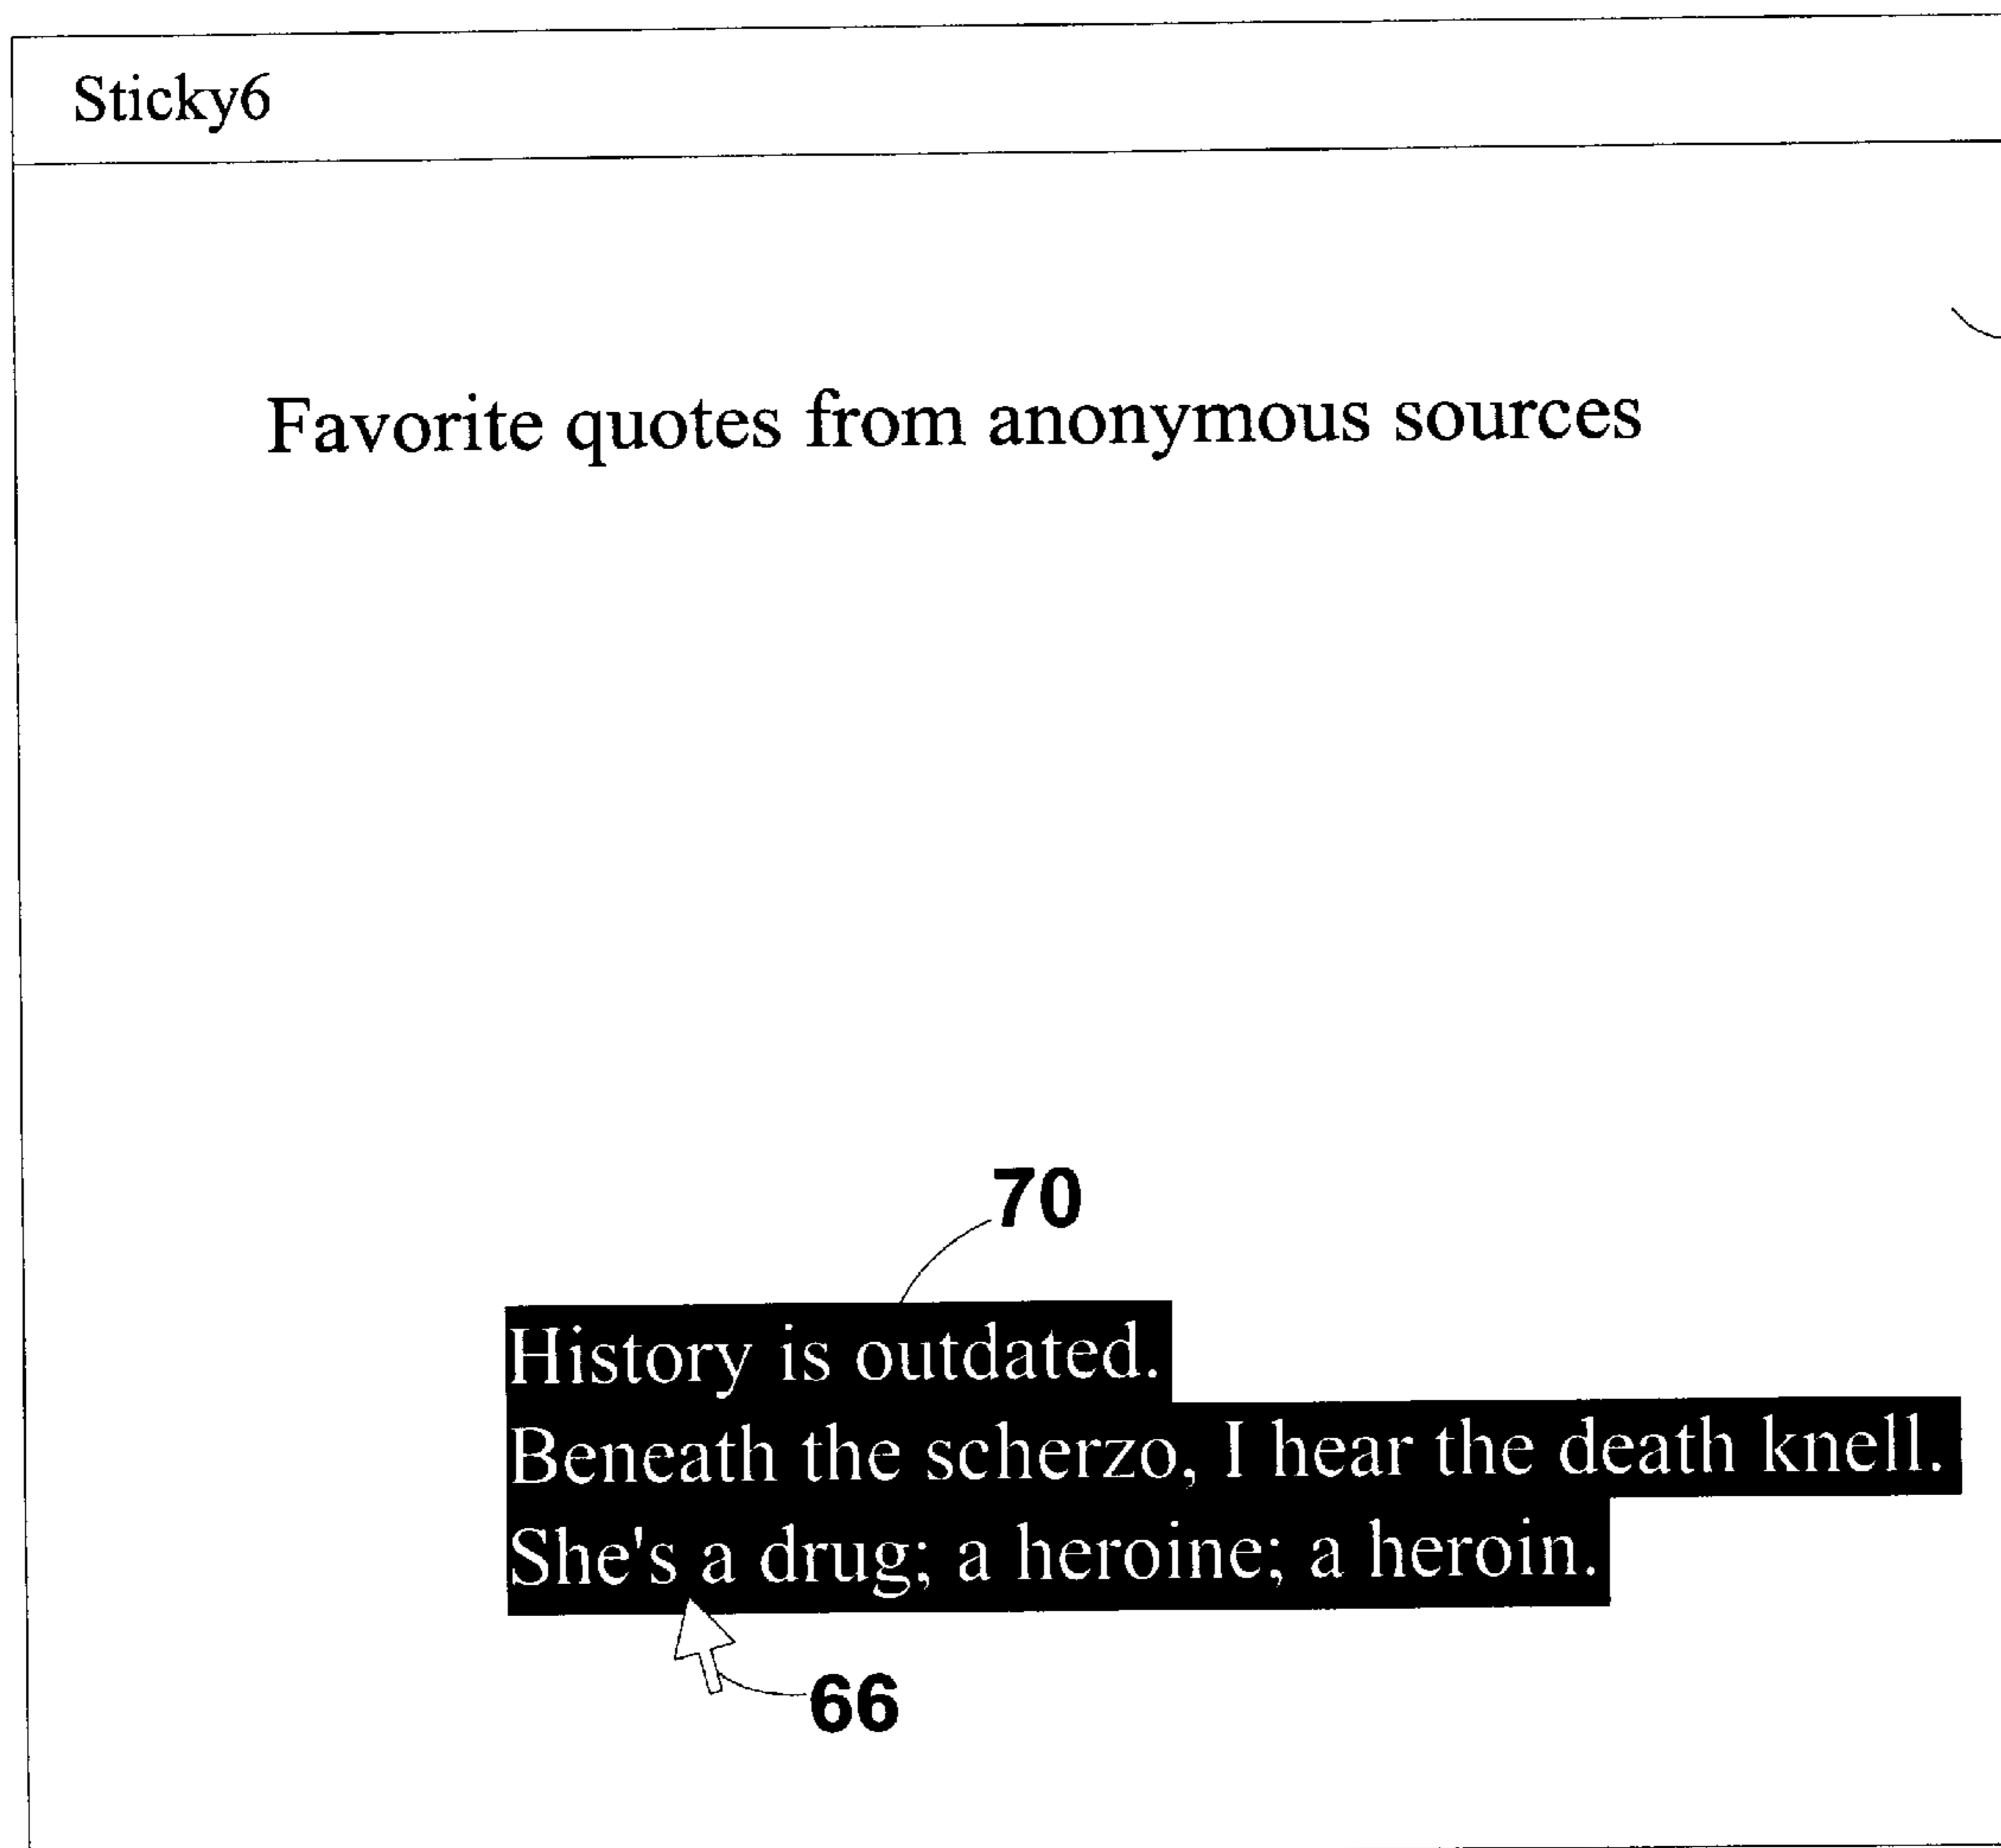 Sticky6
Favorite quotes from anonymous sources
70
History is outdated.
Beneath the scherzo, I hear the death knell.
She's a drug; a heroine; a heroin.
66